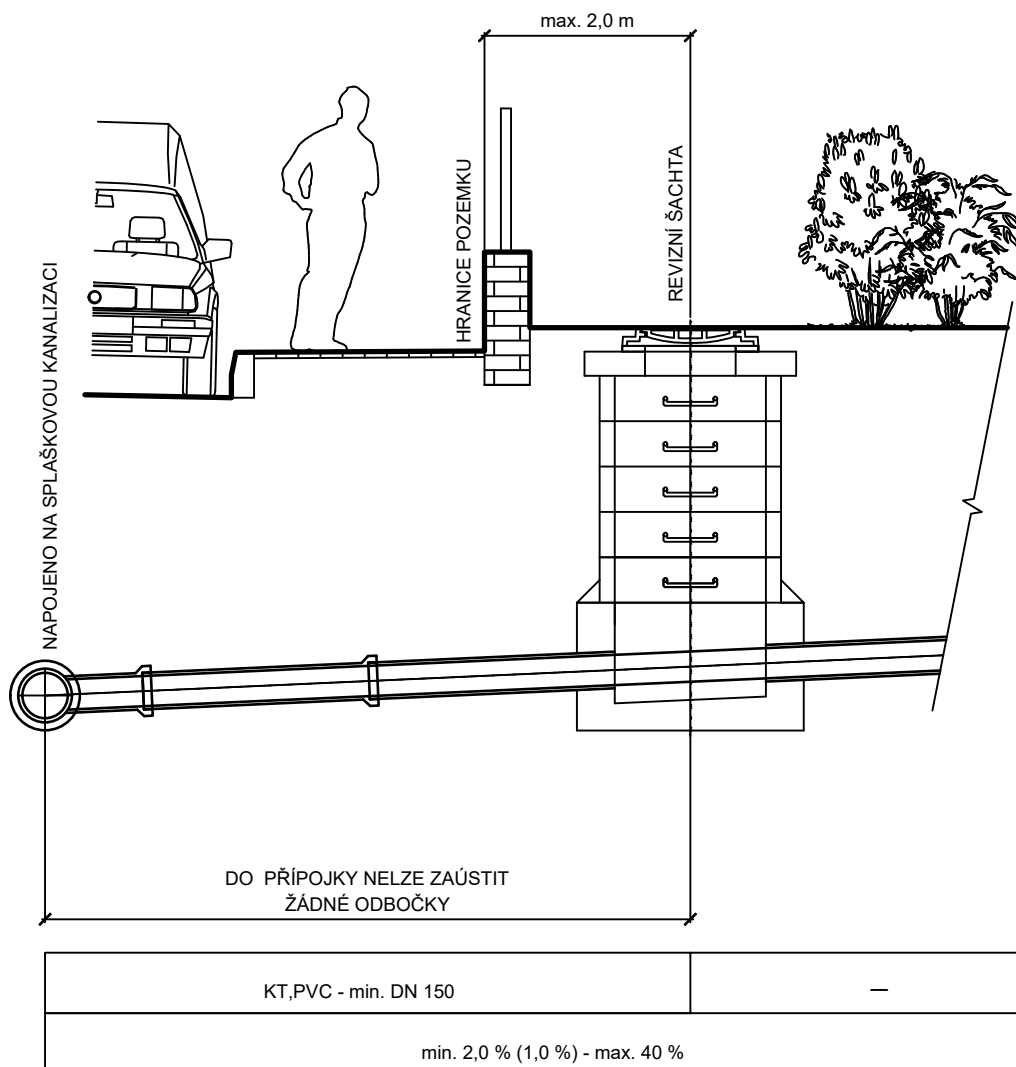 max. 2,0 m
NAPOJENO NA SPLAŠKOVOU KANALIZACI
HRANICE POZEMKU
REVIZNÍ ŠACHTA
DO PŘÍPOJKY NELZE ZAÚSTIT
ŽÁDNÉ ODBOČKY
KT,PVC - min. DN 150
—
min. 2,0 % (1,0 %) - max. 40 %